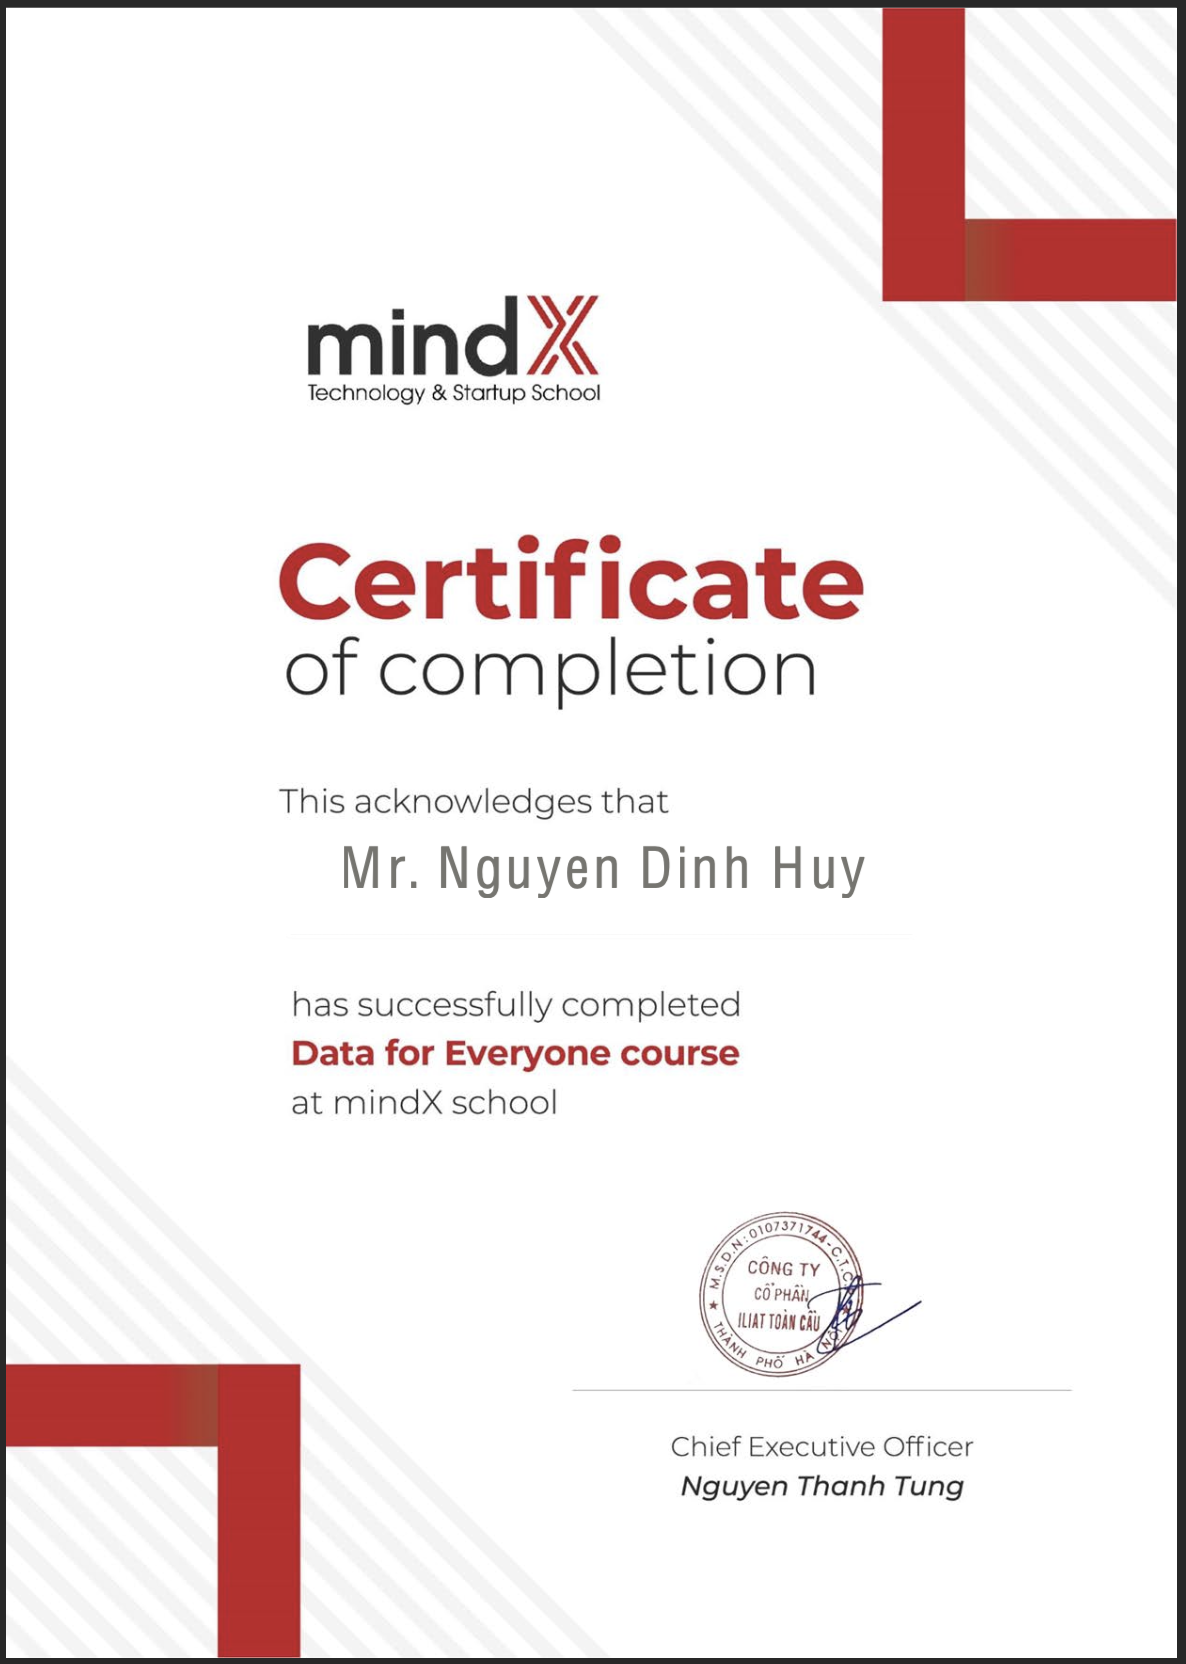 mindX
Technology & Startup School
Certificate
of completion
This acknowledges that
Mr. Nguyen Dinh Huy
has successfully completed
Data for Everyone course
at mindX school
M.S.D.N: 0107371744-C.T.C.
CÔNG TY
CỔ PHẦN
ILIAT TOÀN CẦU
THÀNH PHỐ HÀ NỘI
Chief Executive Officer
Nguyen Thanh Tung